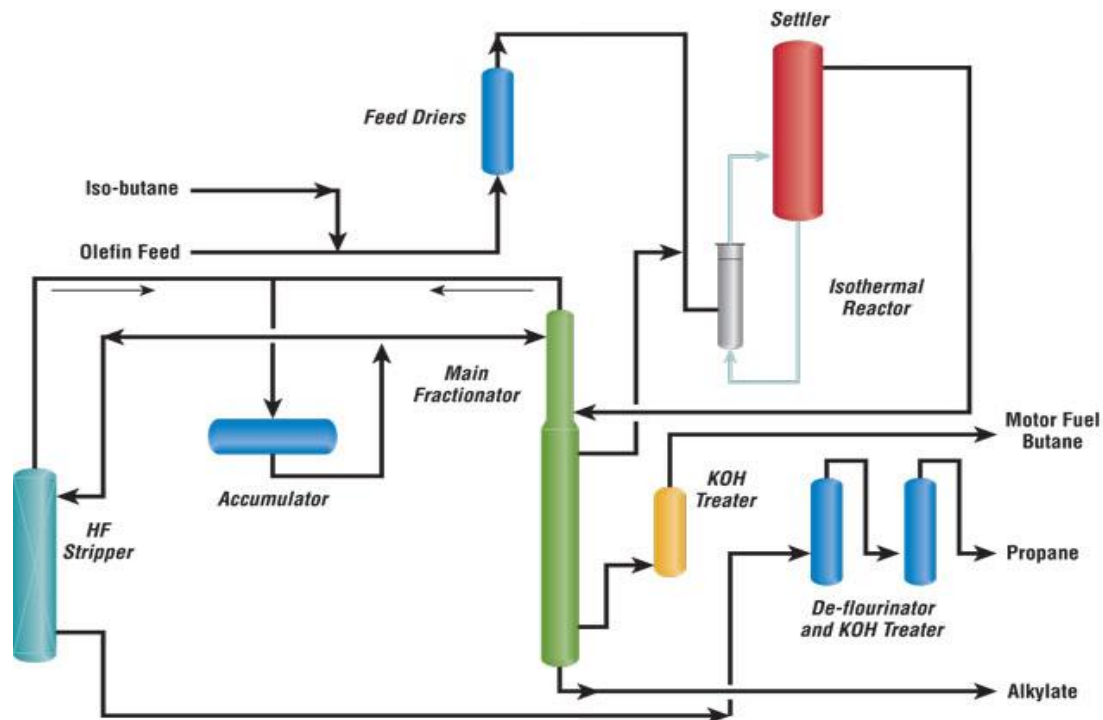 Settler
Feed Driers
Iso-butane
Olefin Feed
Isothermal
Reactor
Main
Fractionator
Motor Fuel
Butane
KOH
Treater
Accumulator
HF
Stripper
Propane
De-flourinator
and KOH Treater
Alkylate